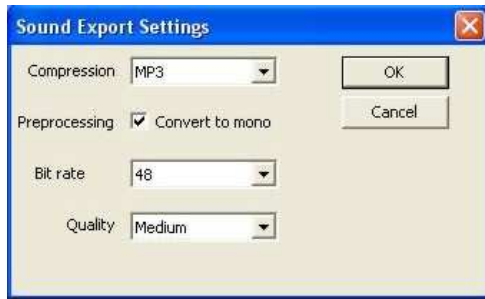 Sound Export Settings
Compression MP3 OK
Preprocessing Convert to mono Cancel
Bit rate 48
Quality Medium